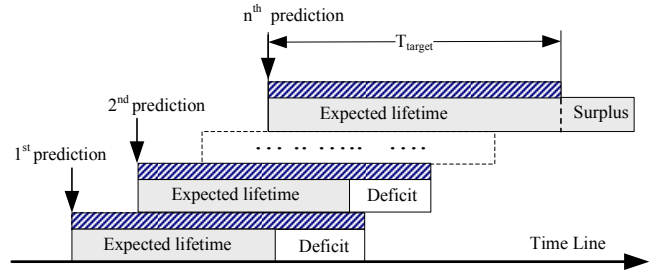 nth prediction
Ttarget
Expected lifetime Surplus
2nd prediction
... .. ..... ....
1st prediction
Expected lifetime Deficit
Expected lifetime Deficit
Time Line